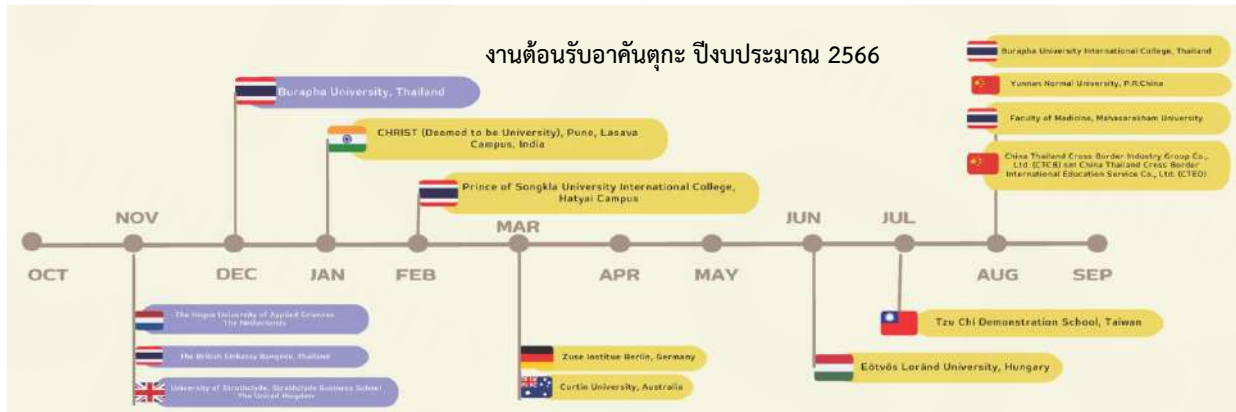 งานต้อนรับอาคันตุกะ ปีงบประมาณ 2566
Burapha University International College, Thailand
Yunnan Normal University, P.R.China
Faculty of Medicine, Mahasarakham University
China Thailand Cross Border Industry Group Co.,
Ltd. (CTCB) และ China Thailand Cross Border
International Education Service Co., Ltd. (CTEO)
Burapha University, Thailand
CHRIST (Deemed to be University), Pune, Lasava
Campus, India
Prince of Songkla University International College,
Hatyai Campus
NOV
MAR
JUN
JUL
OCT
DEC
JAN
FEB
APR
MAY
AUG
SEP
The Hague University of Applied Sciences
The Netherlands
The British Embassy Bangkok, Thailand
University of Strathclyde, Strathclyde Business School
The United Kingdom
Zuse Institue Berlin, Germany
Curtin University, Australia
Tzu Chi Demonstration School, Taiwan
Eötvös Loránd University, Hungary